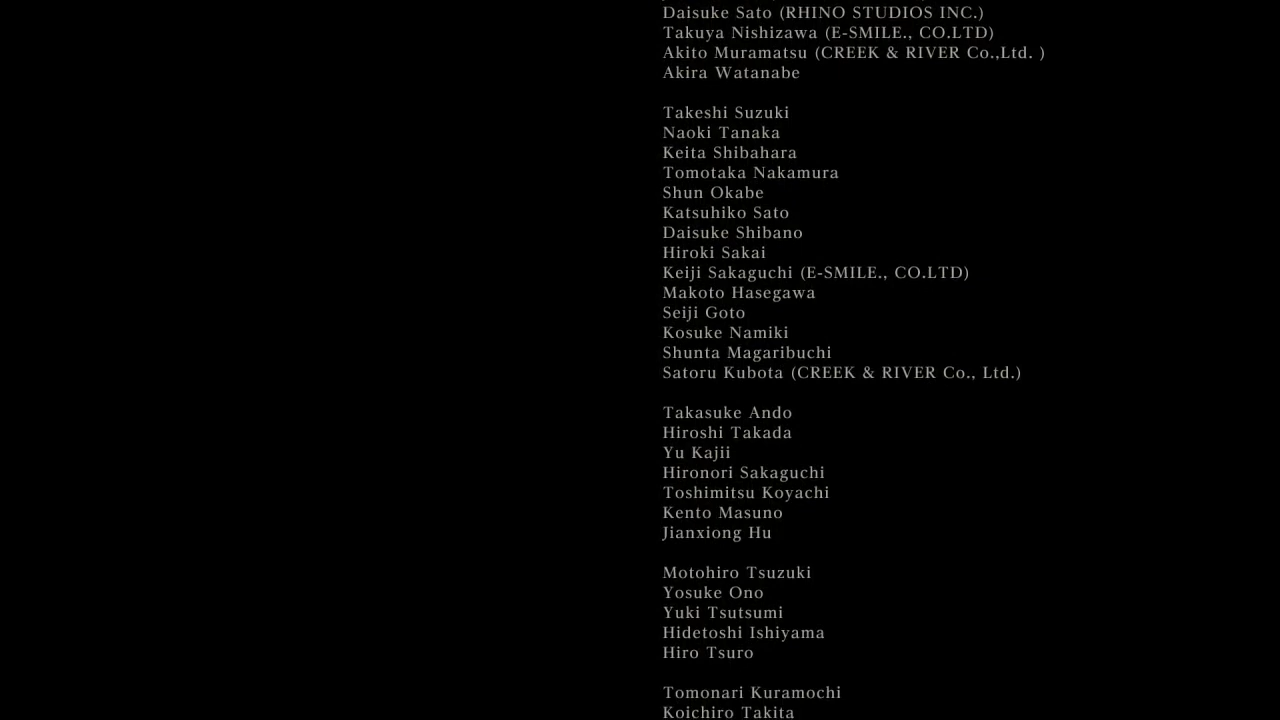 Daisuke Sato (RHINO STUDIOS INC.)
Takuya Nishizawa (E-SMILE., CO.LTD)
Akito Muramatsu (CREEK & RIVER Co.,Ltd. )
Akira Watanabe
Takeshi Suzuki
Naoki Tanaka
Keita Shibahara
Tomotaka Nakamura
Shun Okabe
Katsuhiko Sato
Daisuke Shibano
Hiroki Sakai
Keiji Sakaguchi (E-SMILE., CO.LTD)
Makoto Hasegawa
Seiji Goto
Kosuke Namiki
Shunta Magaribuchi
Satoru Kubota (CREEK & RIVER Co., Ltd.)
Takasuke Ando
Hiroshi Takada
Yu Kajii
Hironori Sakaguchi
Toshimitsu Koyachi
Kento Masuno
Jianxiong Hu
Motohiro Tsuzuki
Yosuke Ono
Yuki Tsutsumi
Hidetoshi Ishiyama
Hiro Tsuro
Tomonari Kuramochi
Koichiro Takita